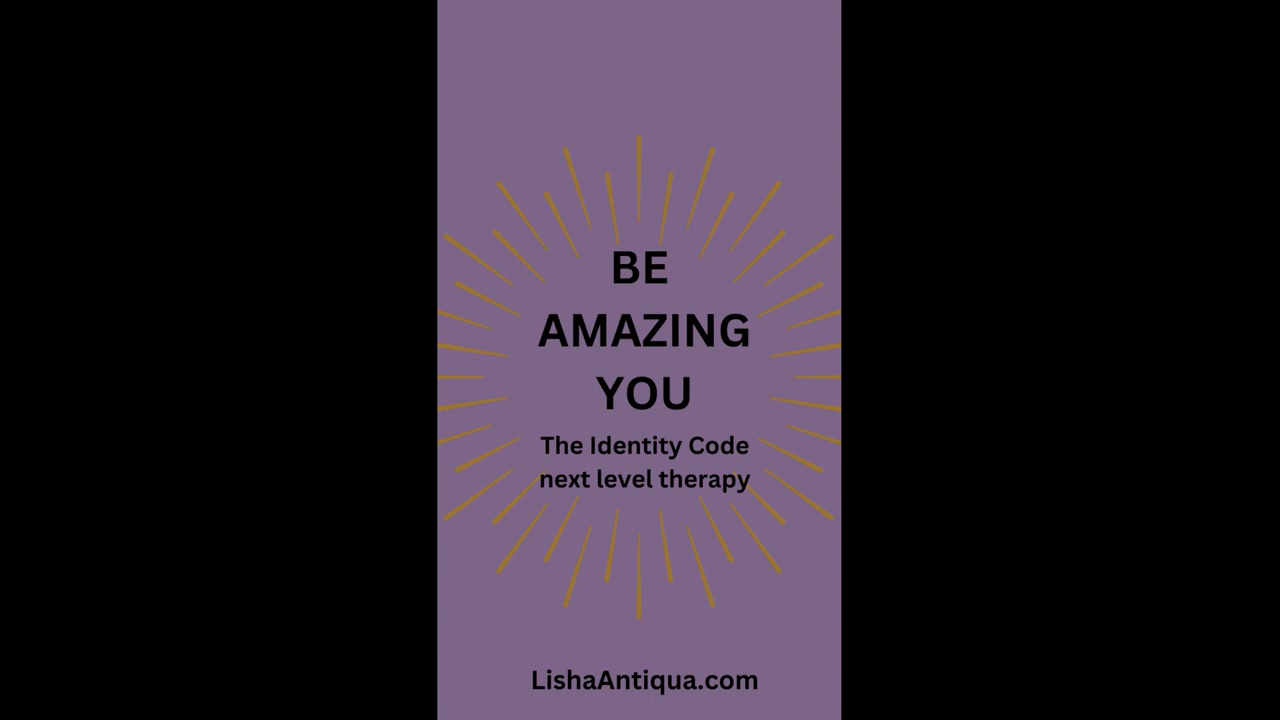 BE
AMAZING
YOU
The Identity Code
next level therapy
LishaAntiqua.com